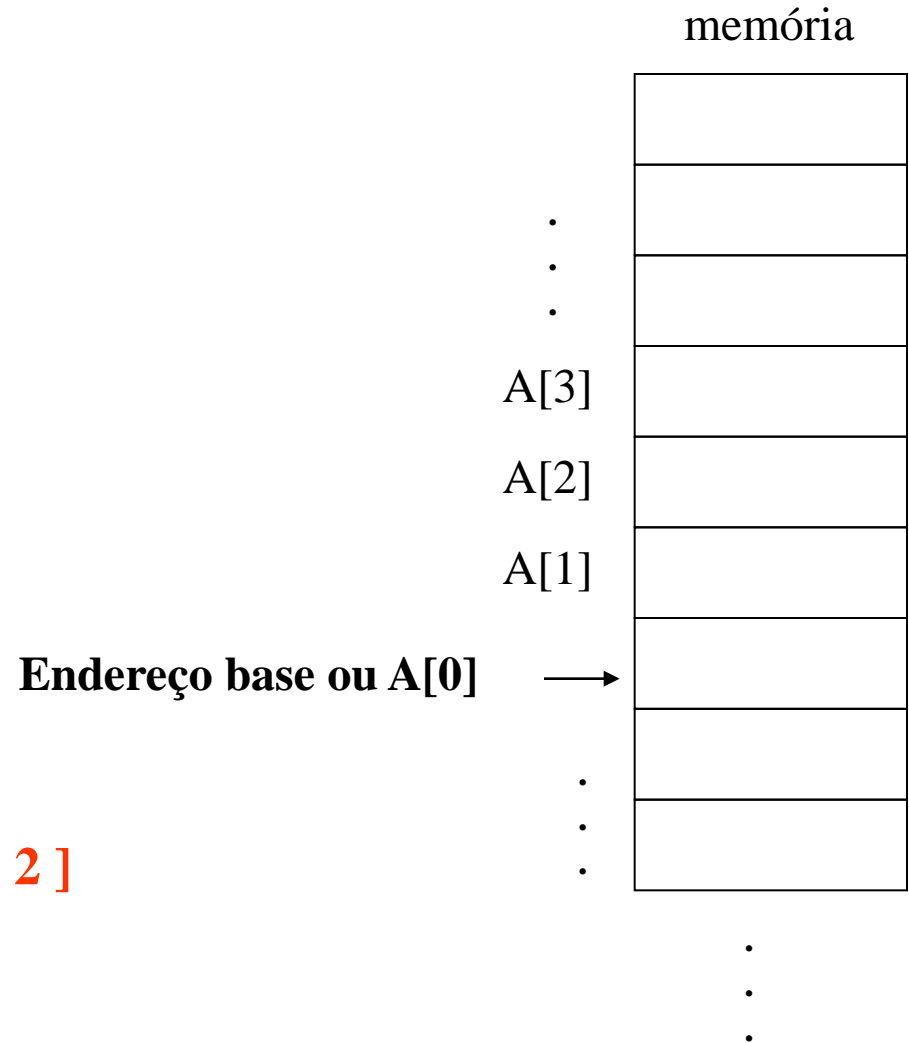 memória
.
.
.
A[3]
A[2]
A[1]
Endereço base ou A[0]
.
.
.
2 ]
.
.
.